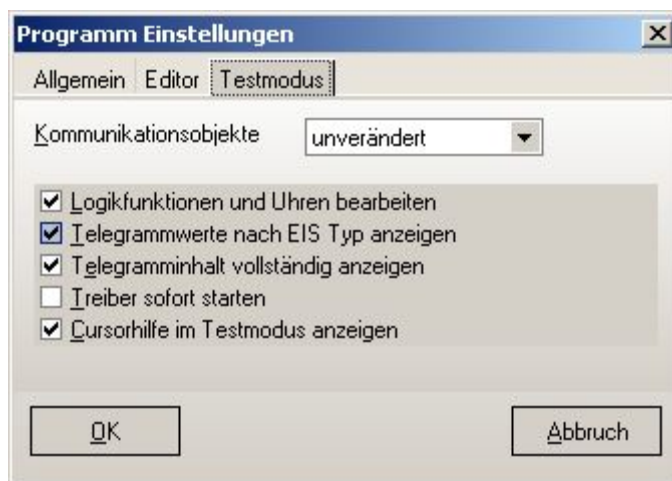 Programm Einstellungen
Allgemein Editor Testmodus
Kommunikationsobjekte unverändert
Logikfunktionen und Uhren bearbeiten
Telegrammwerte nach EIS Typ anzeigen
Telegramminhalt vollständig anzeigen
Treiber sofort starten
Cursorhilfe im Testmodus anzeigen
OK Abbruch